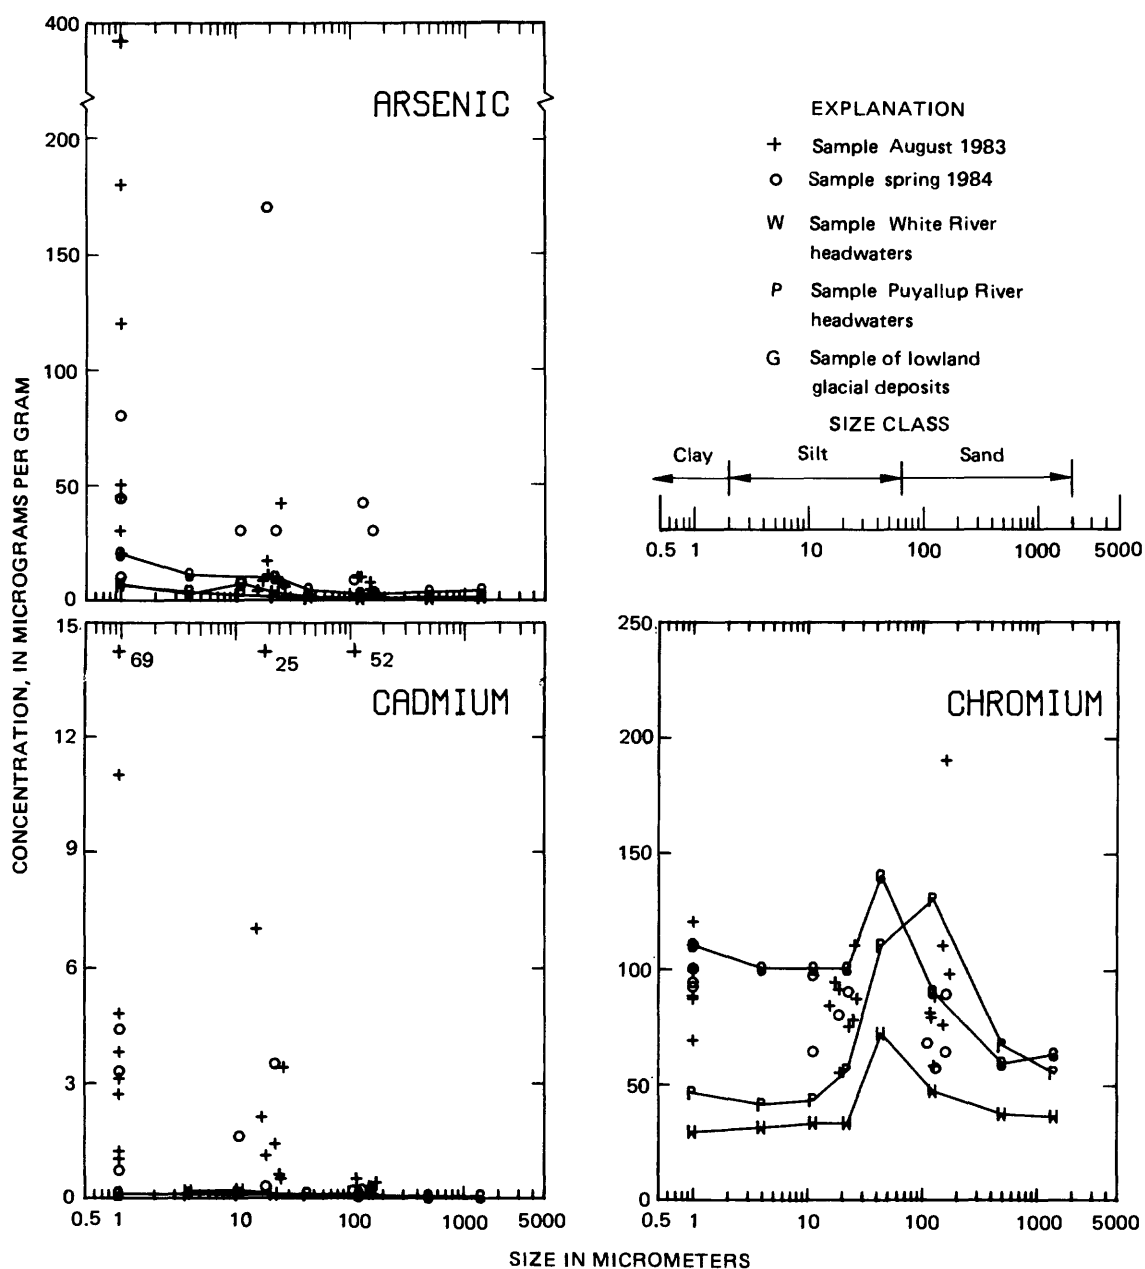 400
ARSENIC
200
150
100
50
0
EXPLANATION
+ Sample August 1983
o Sample spring 1984
W Sample White River
headwaters
P Sample Puyallup River
headwaters
G Sample of lowland
glacial deposits
SIZE CLASS
Clay Silt Sand
0.5 1 10 100 1000 5000
CONCENTRATION, IN MICROGRAMS PER GRAM
15
69 25 52
CADMIUM
12
9
6
3
0
0.5 1 10 100 1000 5000
250
CHROMIUM
200
150
100
50
0
0.5 1 10 100 1000 5000
SIZE IN MICROMETERS